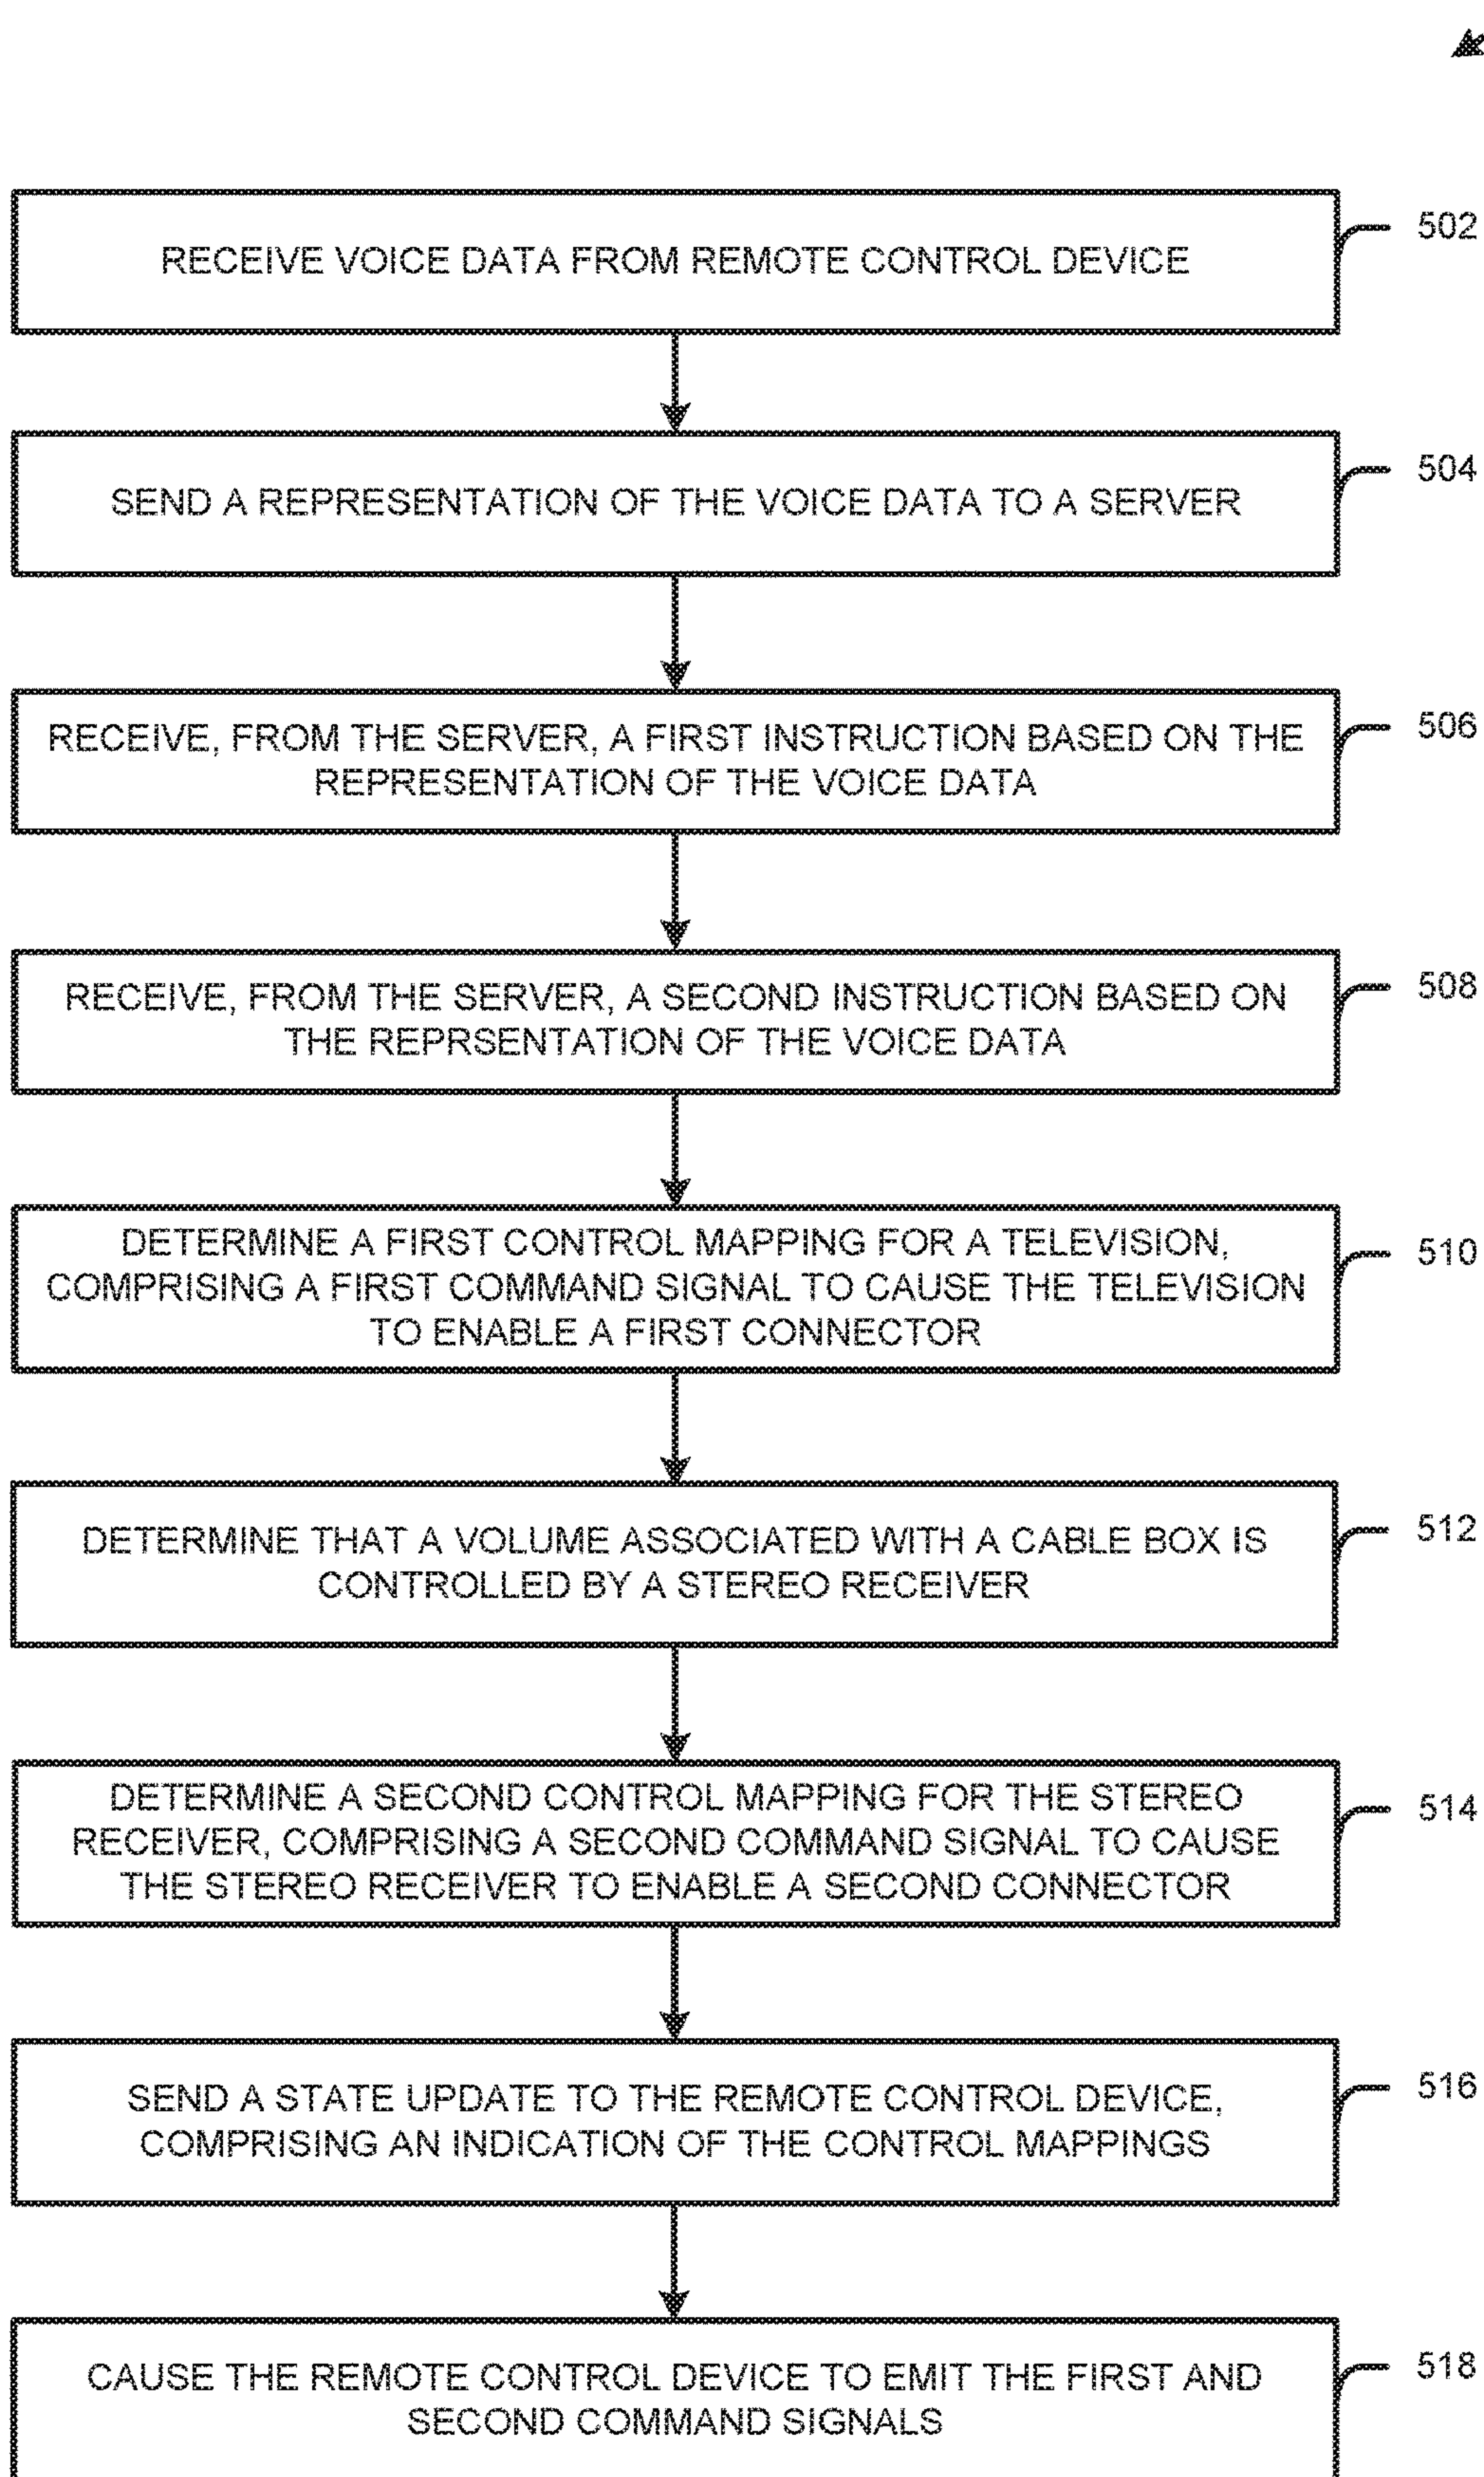 RECEIVE VOICE DATA FROM REMOTE CONTROL DEVICE
502
SEND A REPRESENTATION OF THE VOICE DATA TO A SERVER
504
RECEIVE, FROM THE SERVER, A FIRST INSTRUCTION BASED ON THE
REPRESENTATION OF THE VOICE DATA
506
RECEIVE, FROM THE SERVER, A SECOND INSTRUCTION BASED ON
THE REPRSENTATION OF THE VOICE DATA
508
DETERMINE A FIRST CONTROL MAPPING FOR A TELEVISION,
COMPRISING A FIRST COMMAND SIGNAL TO CAUSE THE TELEVISION
TO ENABLE A FIRST CONNECTOR
510
DETERMINE THAT A VOLUME ASSOCIATED WITH A CABLE BOX IS
CONTROLLED BY A STEREO RECEIVER
512
DETERMINE A SECOND CONTROL MAPPING FOR THE STEREO
RECEIVER, COMPRISING A SECOND COMMAND SIGNAL TO CAUSE
THE STEREO RECEIVER TO ENABLE A SECOND CONNECTOR
514
SEND A STATE UPDATE TO THE REMOTE CONTROL DEVICE,
COMPRISING AN INDICATION OF THE CONTROL MAPPINGS
516
CAUSE THE REMOTE CONTROL DEVICE TO EMIT THE FIRST AND
SECOND COMMAND SIGNALS
518